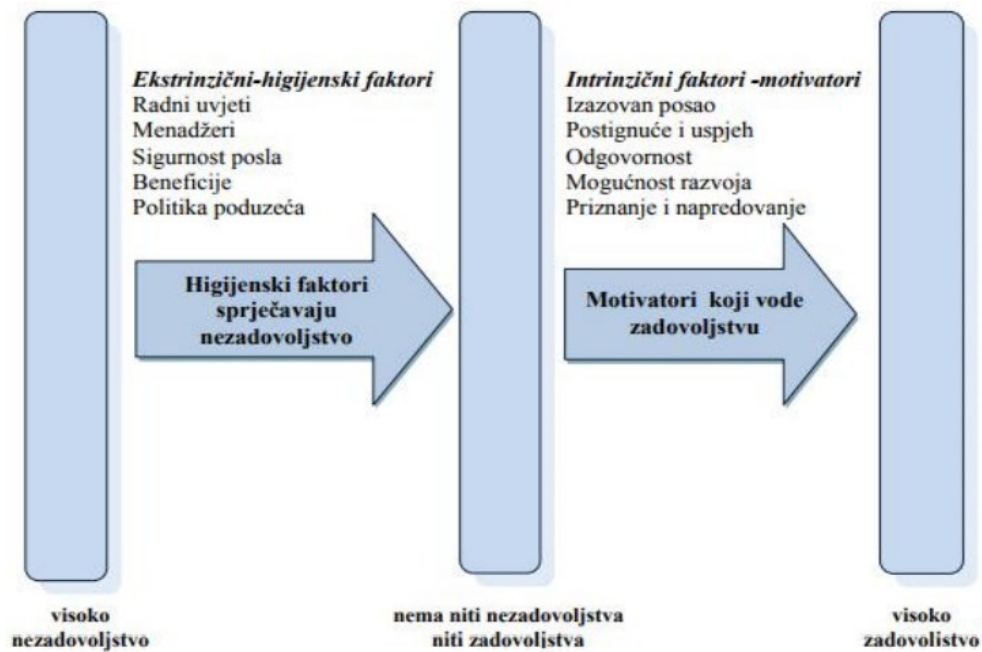 Ekstrinzični-higijenski faktori
Radni uvjeti
Menadžeri
Sigurnost posla
Beneficije
Politika poduzeća
Higijenski faktori
sprječavaju
nezadovoljstvo
Intrinzični faktori -motivatori
Izazovan posao
Postignuće i uspjeh
Odgovornost
Mogućnost razvoja
Priznanje i napredovanje
Motivatori koji vode
zadovoljstvu
visoko
nezadovoljstvo
nema niti nezadovoljstva
niti zadovoljstva
visoko
zadovolistvo